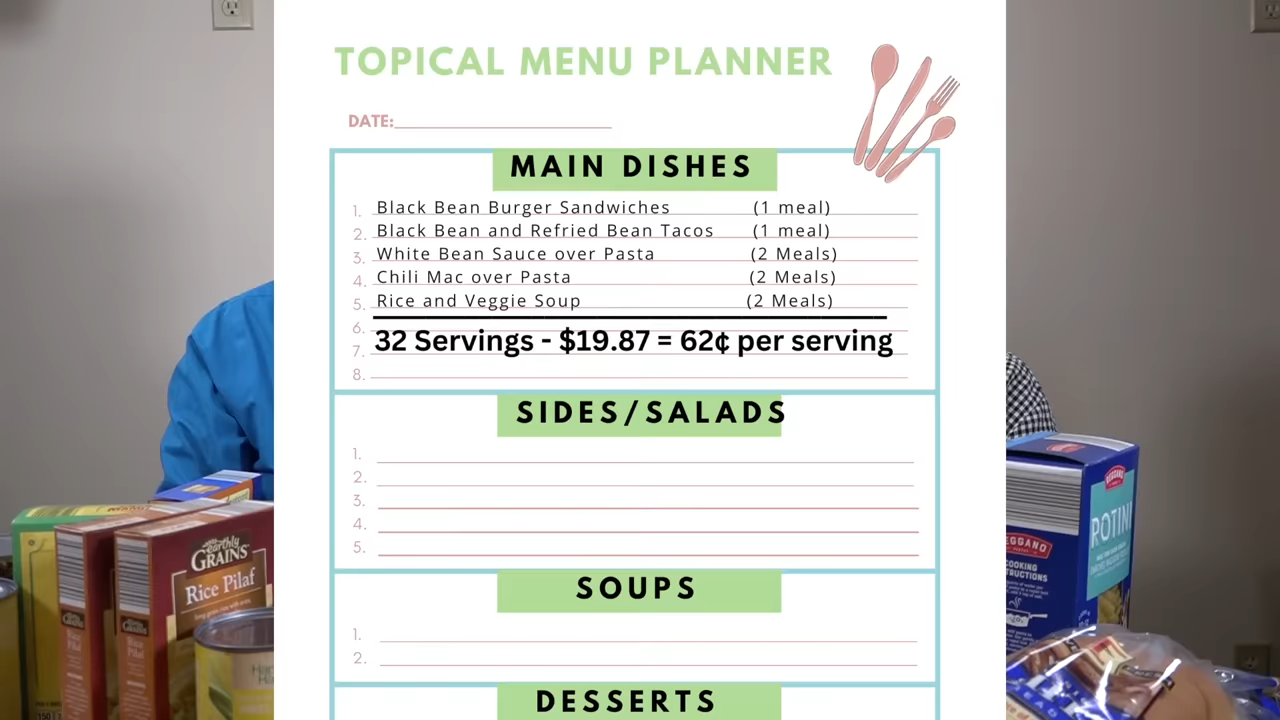 TOPICAL MENU PLANNER
DATE:
MAIN DISHES
1. Black Bean Burger Sandwiches (1 meal)
2. Black Bean and Refried Bean Tacos (1 meal)
3. White Bean Sauce over Pasta (2 Meals)
4. Chili Mac over Pasta (2 Meals)
5. Rice and Veggie Soup (2 Meals)
6.
32 Servings - $19.87 = 62¢ per serving
7.
8.
SIDES/SALADS
1.
2.
3.
4.
5.
SOUPS
1.
2.
DESSERTS
earthly
GRAINS
Rice Pilaf
Rice
Pilaf
REGGANO
ROTINI
COOKING